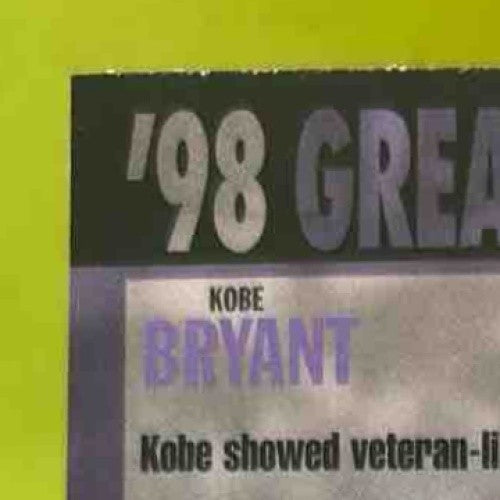 '98 GREA
KOBE
BRYANT
Kobe showed veteran-li